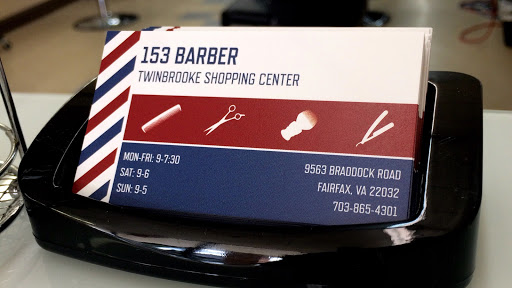 153 BARBER
TWINBROOKE SHOPPING CENTER
MON-FRI: 9-7:30
SAT: 9-6
SUN: 9-5
9563 BRADDOCK ROAD
FAIRFAX, VA 22032
703-865-4301